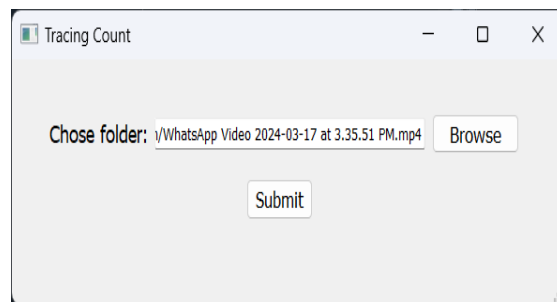 Tracing Count
Chose folder: /WhatsApp Video 2024-03-17 at 3.35.51 PM.mp4 Browse
Submit